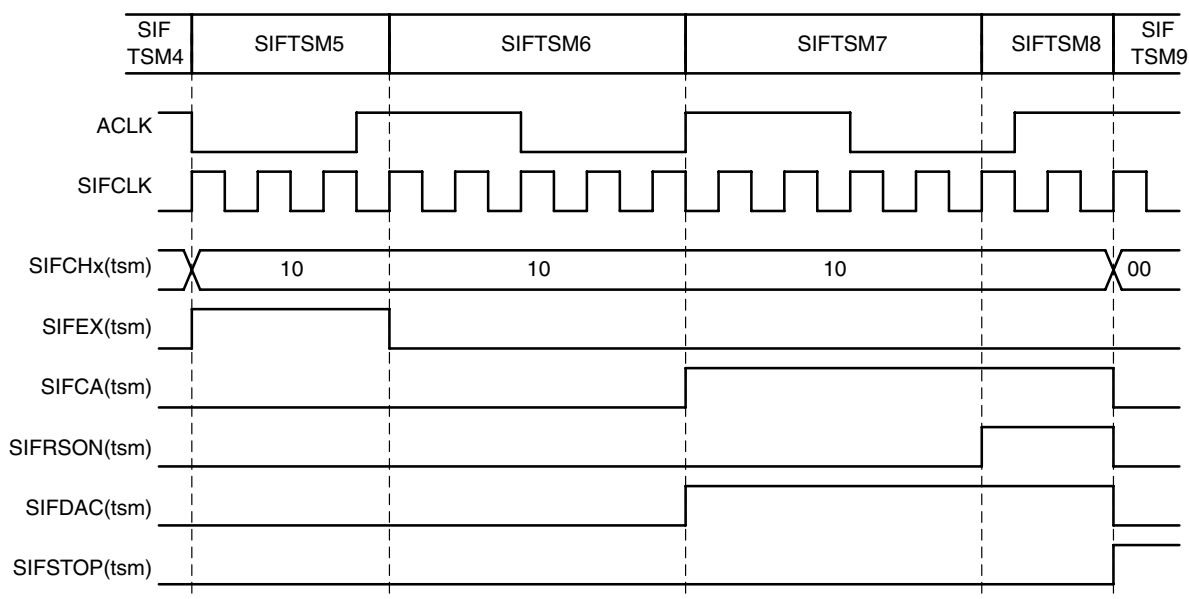 SIF TSM4
SIFTSM5
SIFTSM6
SIFTSM7
SIFTSM8
SIF TSM9
ACLK
SIFCLK
SIFCHx(tsm)
10
10
10
00
SIFEX(tsm)
SIFCA(tsm)
SIFRSON(tsm)
SIFDAC(tsm)
SIFSTOP(tsm)